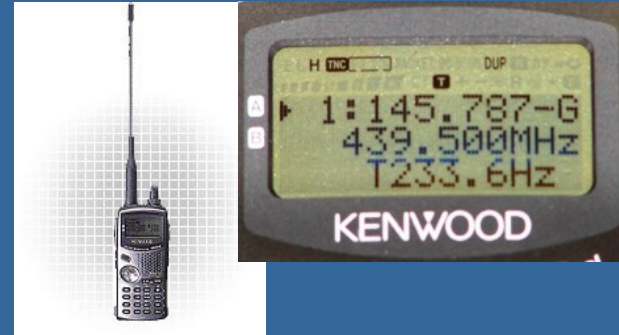 H TNC DUP
T
A 1:145.787-G
B 439.500MHz
T233.6Hz
KENWOOD